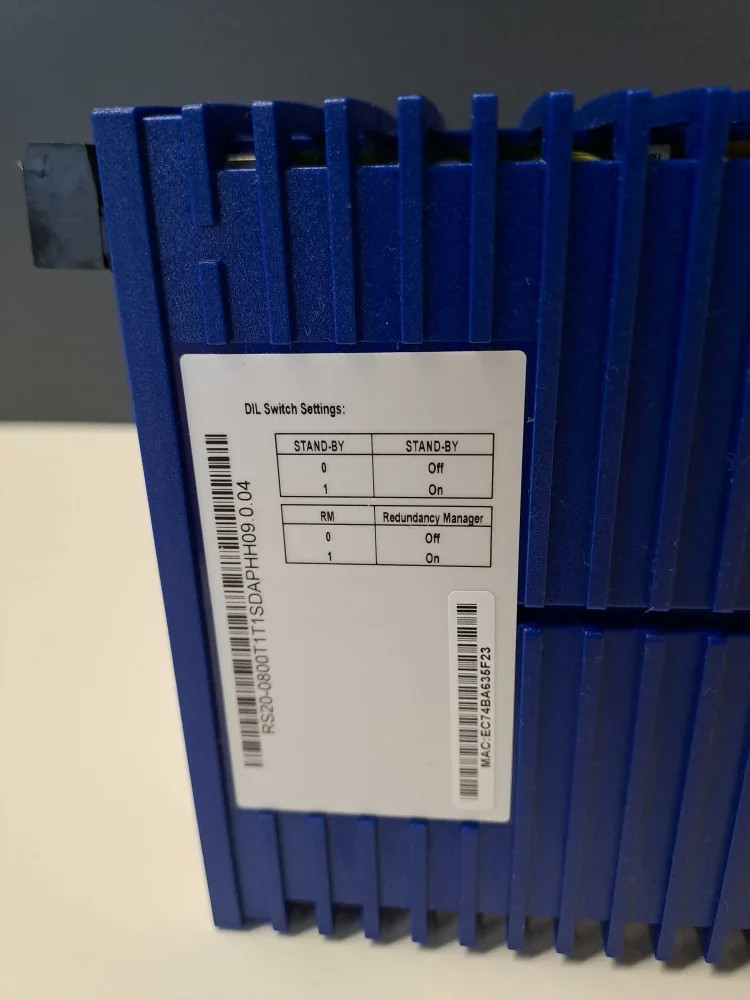 DIL Switch Settings:
STAND-BY STAND-BY
0 Off
1 On
RM Redundancy Manager
0 Off
1 On
RS20-0800T1T1SDAPHH09.0.04
MAC:EC74BA635F23